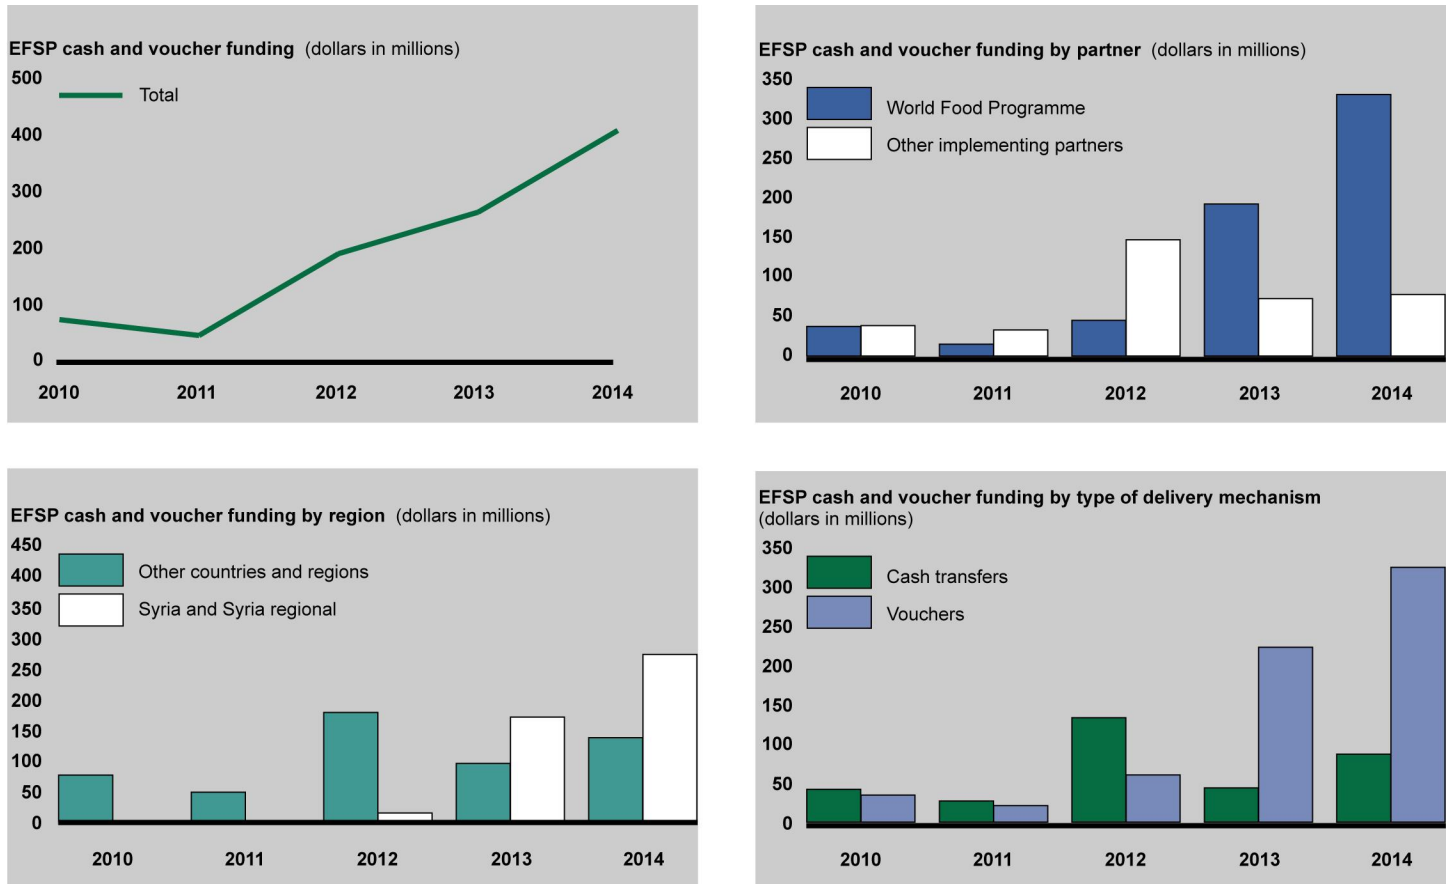 EFSP cash and voucher funding (dollars in millions)
500
Total
400
300
200
100
0
2010 2011 2012 2013 2014
EFSP cash and voucher funding by partner (dollars in millions)
350
World Food Programme
300
Other implementing partners
250
200
150
100
50
0
2010 2011 2012 2013 2014
EFSP cash and voucher funding by region (dollars in millions)
450
Other countries and regions
400
Syria and Syria regional
350
300
250
200
150
100
50
0
2010 2011 2012 2013 2014
EFSP cash and voucher funding by type of delivery mechanism
(dollars in millions)
350
Cash transfers
300
Vouchers
250
200
150
100
50
0
2010 2011 2012 2013 2014